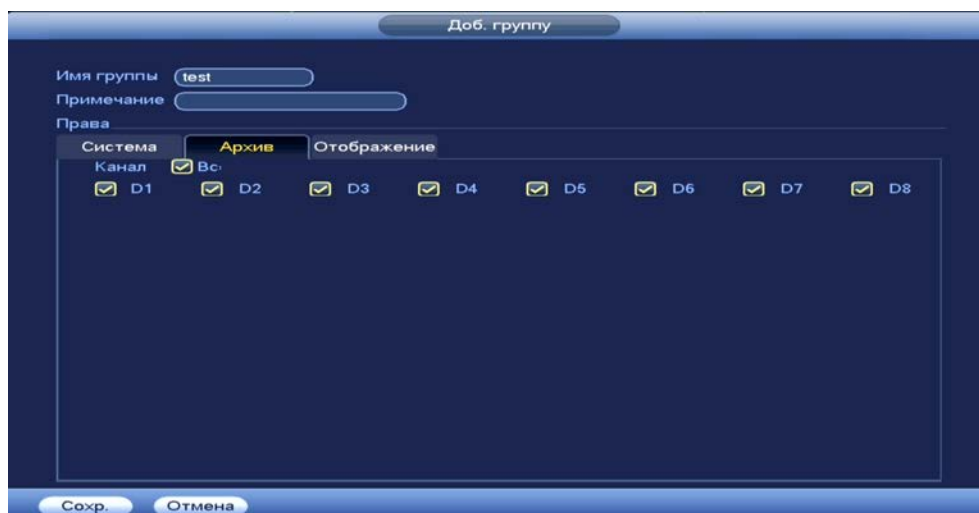 Доб. группу
Имя группы test
Примечание
Права
Система Архив Отображение
Канал Вс
D1 D2 D3 D4 D5 D6 D7 D8
Сохр. Отмена